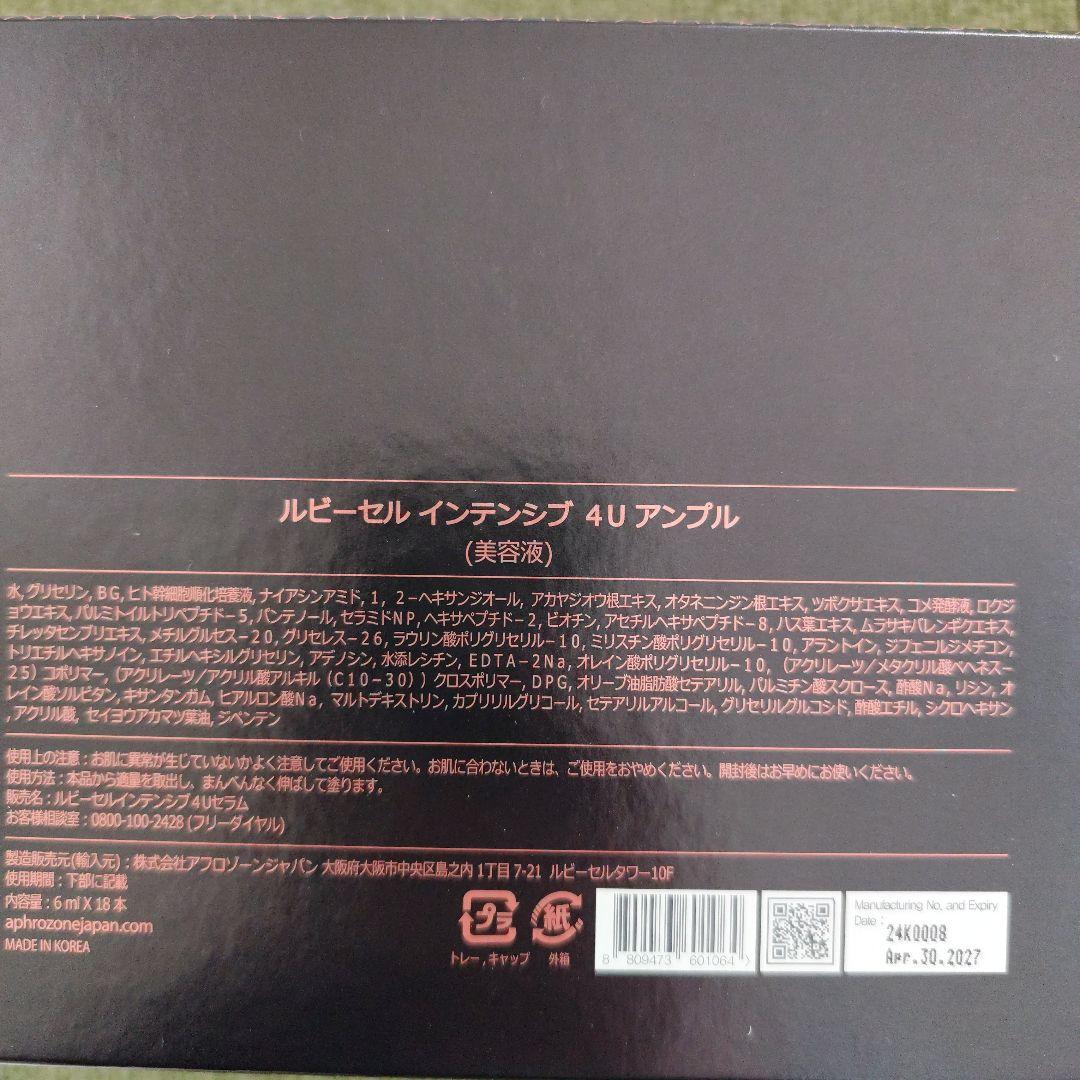 ルビーセル インテンシブ 4U アンプル
(美容液)
水, グリセリン, BG, ヒト幹細胞順化培養液, ナイアシンアミド, 1, 2-ヘキサンジオール, アカヤジオウ根エキス, オタネニンジン根エキス, ツボクサエキス, コメ発酵液, ロクジ
ョウエキス, パルミトイルトリペプチド-5, パンテノール, セラミドNP, ヘキサペプチド-2, ビオチン, アセチルヘキサペプチド-8, ハス葉エキス, ムラサキバレンギクエキス,
チレッタセンブリエキス, メチルグルセス-20, グリセレス-26, ラウリン酸ポリグリセリル-10, ミリスチン酸ポリグリセリル-10, アラントイン, ジフェニルジメチコン,
トリエチルヘキサノイン, エチルヘキシルグリセリン, アデノシン, 水添レシチン, EDTA-2Na, オレイン酸ポリグリセリル-10, (アクリレーツ/メタクリル酸ベヘネス-
25) コポリマー, (アクリレーツ/アクリル酸アルキル (C10-30)) クロスポリマー, DPG, オリーブ油脂肪酸セテアリル, パルミチン酸スクロース, 酢酸Na, リシン, オ
レイン酸ソルビタン, キサンタンガム, ヒアルロン酸Na, マルトデキストリン, カプリリルグリコール, セテアリルアルコール, グリセリルグルコシド, 酢酸エチル, シクロヘキサン
, アクリル酸, セイヨウアカマツ葉油, ジペンテン
使用上の注意 : お肌に異常が生じていないかよく注意してご使用ください。お肌に合わないときは、ご使用をおやめください。開封後はお早めにお使いください。
使用方法 : 本品から適量を取出し、まんべんなく伸ばして塗ります。
販売名 : ルビーセルインテンシブ4Uセラム
お客様相談室 : 0800-100-2428 (フリーダイヤル)
製造販売元(輸入元) : 株式会社アフロゾーンジャパン 大阪府大阪市中央区島之内 1丁目 7-21 ルビーセルタワー10F
使用期間 : 下部に記載
内容量 : 6 ml X 18 本
aphrozonejapan.com
MADE IN KOREA
プラ
トレー , キャップ
紙
外箱
8 809473 601064 >
Manufacturing No, and Expiry
Date :
24K0008
Apr.30.2027